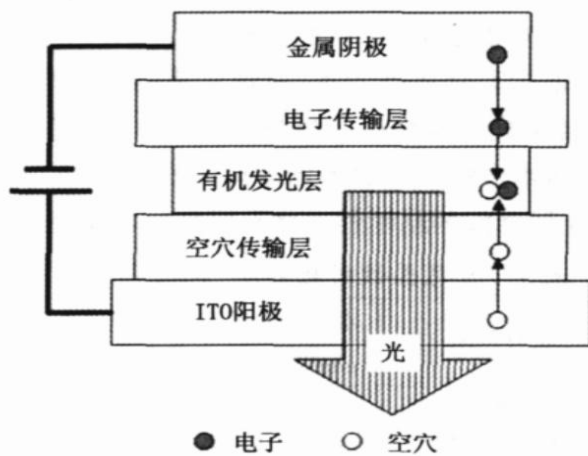 金属阴极
电子传输层
有机发光层
空穴传输层
ITO阳极
光
电子 空穴